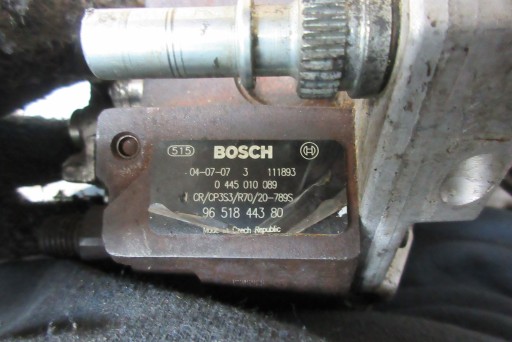 515 BOSCH
04-07-07 3 111893
0 445 010 089
CR/CP3S3/R70/20-789S
96 518 443 80
Made in Czech Republic